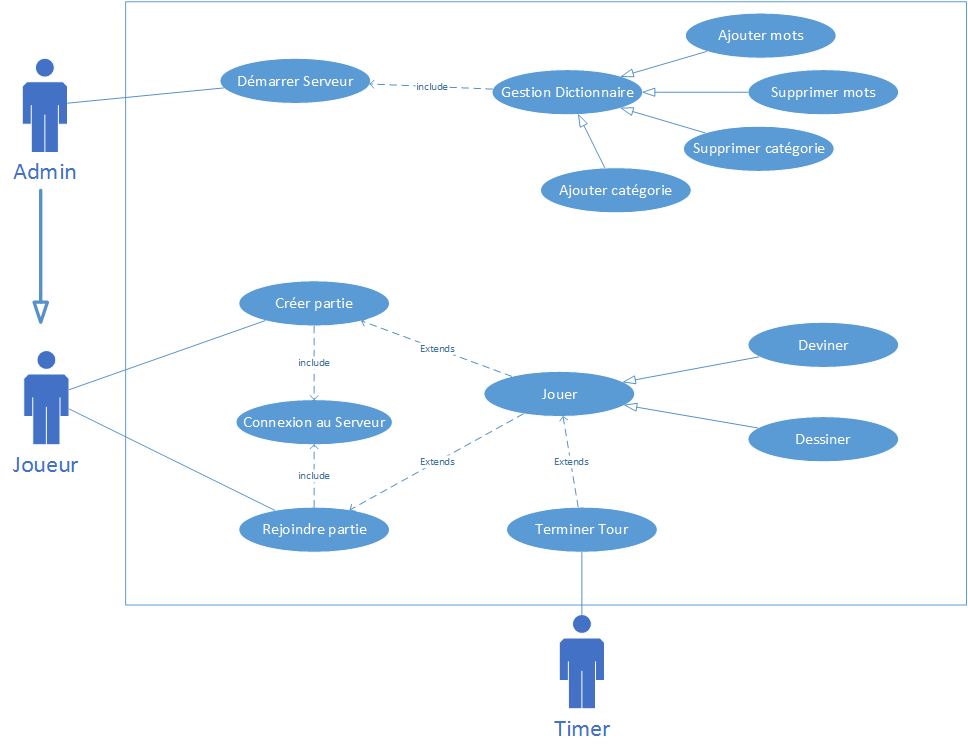 Ajouter mots
Démarrer Serveur
include
Gestion Dictionnaire
Supprimer mots
Supprimer catégorie
Admin
Ajouter catégorie
Créer partie
Extends
include
Deviner
Jouer
Connexion au Serveur
Dessiner
Joueur
include
Extends
Extends
Rejoindre partie
Terminer Tour
Timer